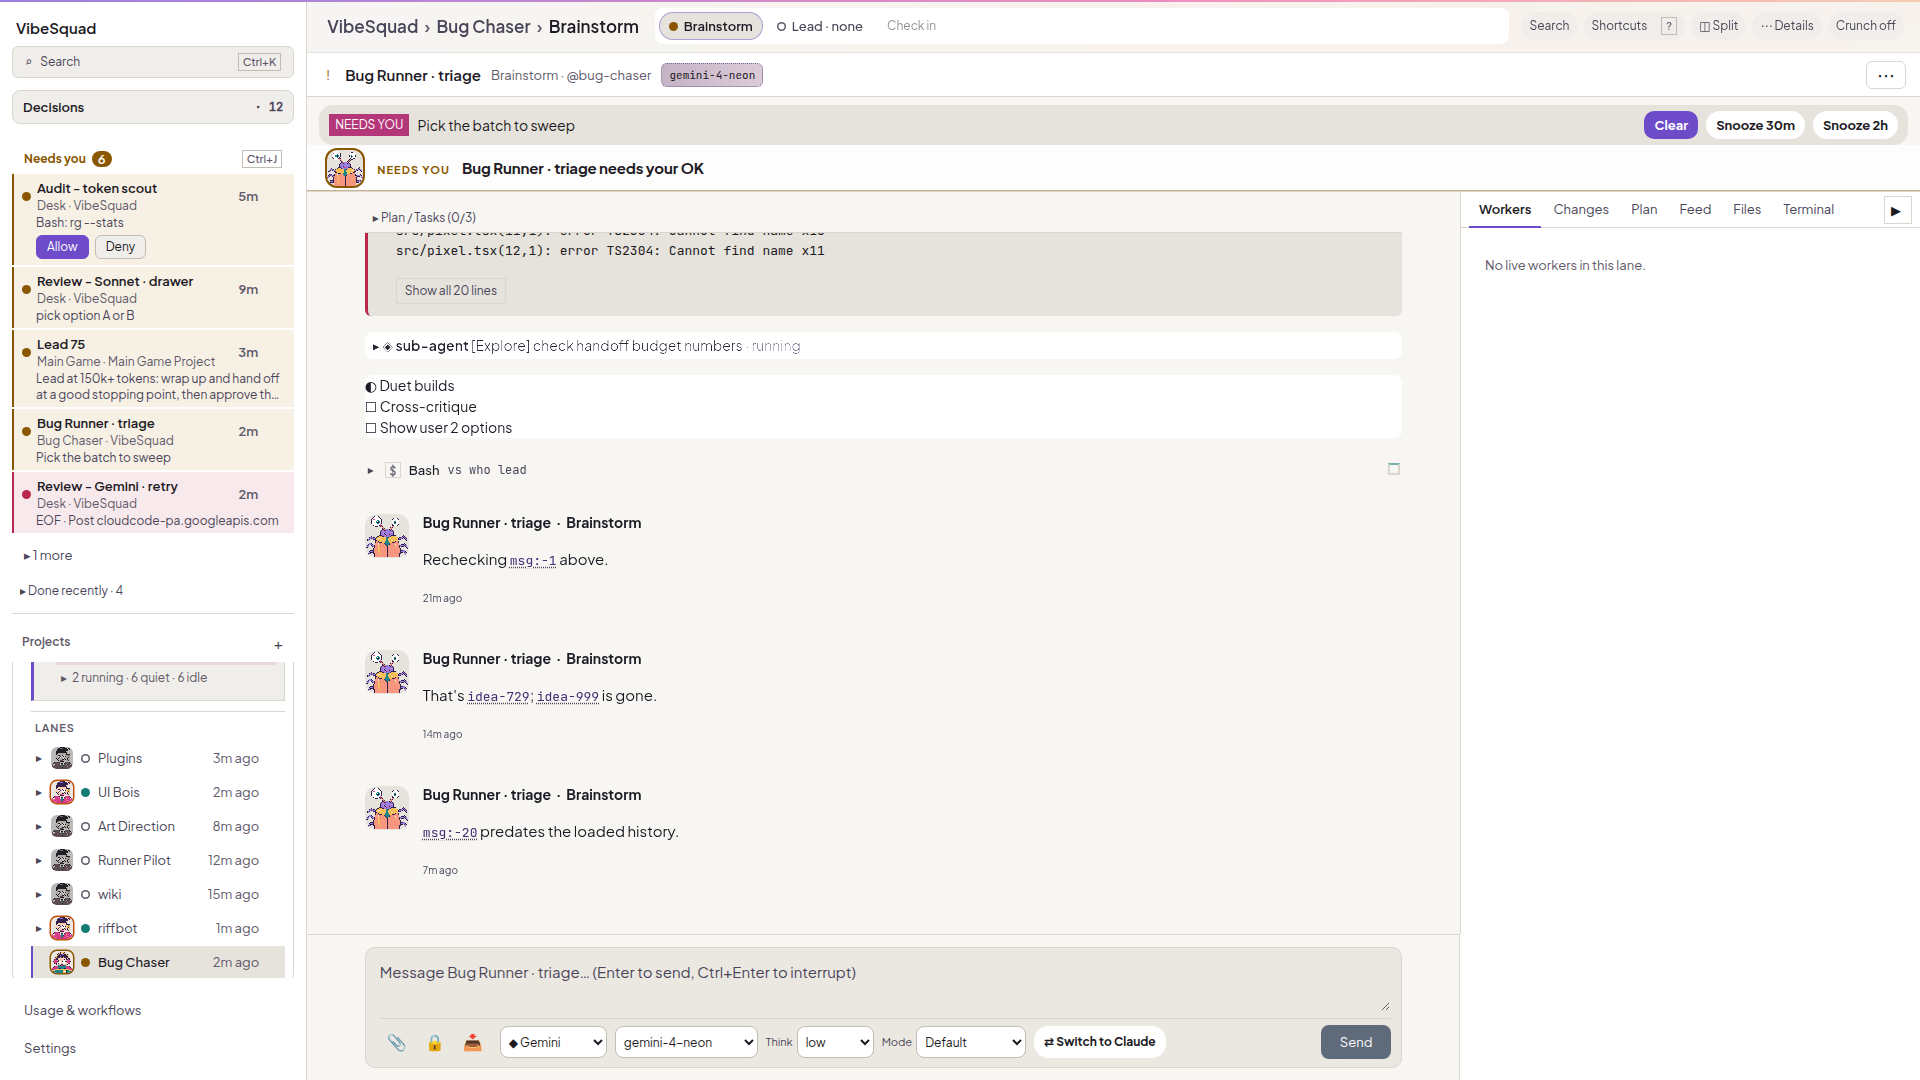 VibeSquad
Search Ctrl+K
Decisions · 12
Needs you 6 Ctrl+J
Audit – token scout 5m
Desk · VibeSquad
Bash: rg --stats
Allow Deny
Review – Sonnet · drawer 9m
Desk · VibeSquad
pick option A or B
Lead 75 3m
Main Game · Main Game Project
Lead at 150k+ tokens: wrap up and hand off
at a good stopping point, then approve th…
Bug Runner · triage 2m
Bug Chaser · VibeSquad
Pick the batch to sweep
Review – Gemini · retry 2m
Desk · VibeSquad
EOF · Post cloudcode-pa.googleapis.com
▸ 1 more
▸ Done recently · 4
Projects +
▸ 2 running · 6 quiet · 6 idle
LANES
▸ Plugins 3m ago
▸ UI Bois 2m ago
▸ Art Direction 8m ago
▸ Runner Pilot 12m ago
▸ wiki 15m ago
▸ riffbot 1m ago
Bug Chaser 2m ago
Usage & workflows
Settings
VibeSquad › Bug Chaser › Brainstorm
Brainstorm Lead · none Check in
Search Shortcuts ? Split ··· Details Crunch off
! Bug Runner · triage Brainstorm · @bug-chaser gemini-4-neon ···
NEEDS YOU Pick the batch to sweep Clear Snooze 30m Snooze 2h
NEEDS YOU Bug Runner · triage needs your OK
▸ Plan / Tasks (0/3)
src/pixel.tsx(11,1): error TS2304: Cannot find name x10
src/pixel.tsx(12,1): error TS2304: Cannot find name x11
Show all 20 lines
▸ ◈ sub-agent [Explore] check handoff budget numbers · running
◐ Duet builds
☐ Cross-critique
☐ Show user 2 options
▸ $ Bash vs who lead
Bug Runner · triage · Brainstorm
Rechecking msg:-1 above.
21m ago
Bug Runner · triage · Brainstorm
That's idea-729; idea-999 is gone.
14m ago
Bug Runner · triage · Brainstorm
msg:-20 predates the loaded history.
7m ago
Message Bug Runner · triage… (Enter to send, Ctrl+Enter to interrupt)
◆ Gemini gemini-4-neon Think low Mode Default ⇄ Switch to Claude Send
Workers Changes Plan Feed Files Terminal ▶
No live workers in this lane.